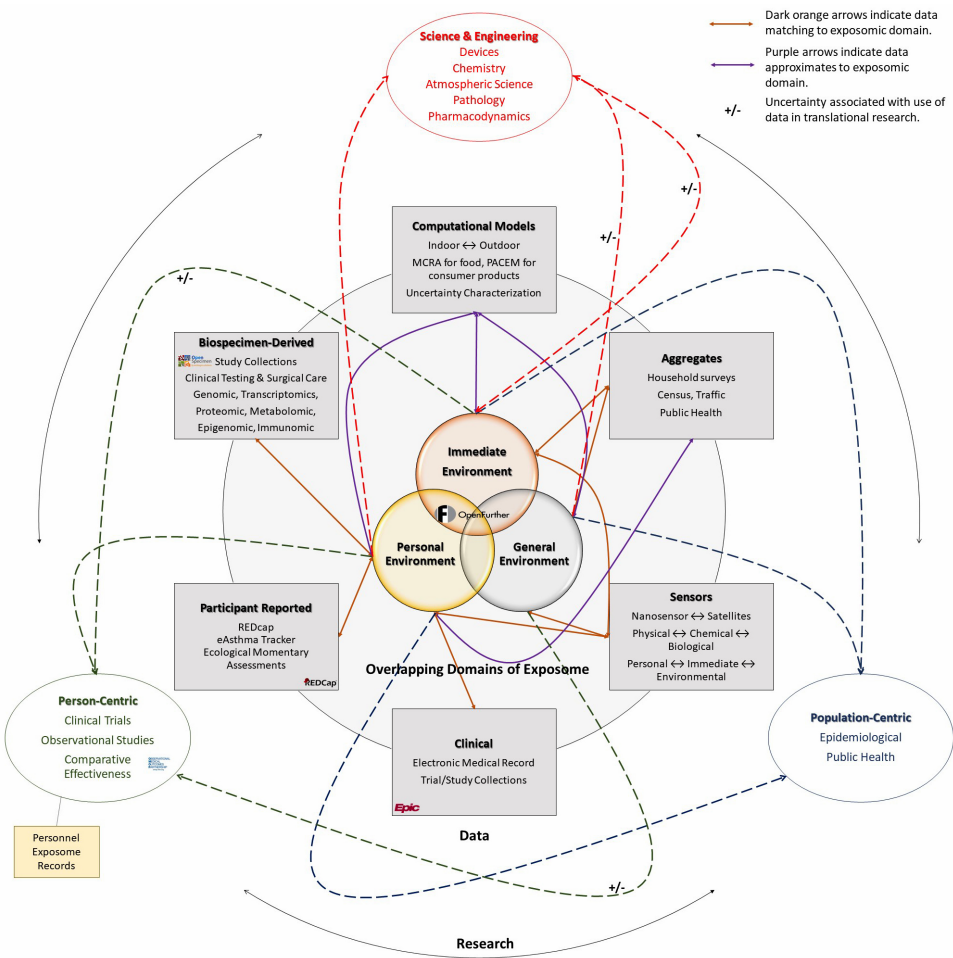 Dark orange arrows indicate data
matching to exposomic domain.
Purple arrows indicate data
approximates to exposomic
domain.
+/-
Uncertainty associated with use of
data in translational research.
Science & Engineering
Devices
Chemistry
Atmospheric Science
Pathology
Pharmacodynamics
+/-
+/-
+/-
Computational Models
Indoor ↔ Outdoor
MCRA for food, PACEM for
consumer products
Uncertainty Characterization
Biospecimen-Derived
Open
Specimen
Study Collections
Clinical Testing & Surgical Care
Genomic, Transcriptomics,
Proteomic, Metabolomic,
Epigenomic, Immunomic
Aggregates
Household surveys
Census, Traffic
Public Health
Immediate
Environment
OpenFurther
Personal
Environment
General
Environment
Participant Reported
REDcap
eAsthma Tracker
Ecological Momentary
Assessments
REDCap
Sensors
Nanosensor ↔ Satellites
Physical ↔ Chemical ↔
Biological
Personal ↔ Immediate ↔
Environmental
Overlapping Domains of Exposome
Person-Centric
Clinical Trials
Observational Studies
Comparative
Effectiveness
Population-Centric
Epidemiological
Public Health
Clinical
Electronic Medical Record
Trial/Study Collections
Epic
Personnel
Exposome
Records
Data
+/-
Research